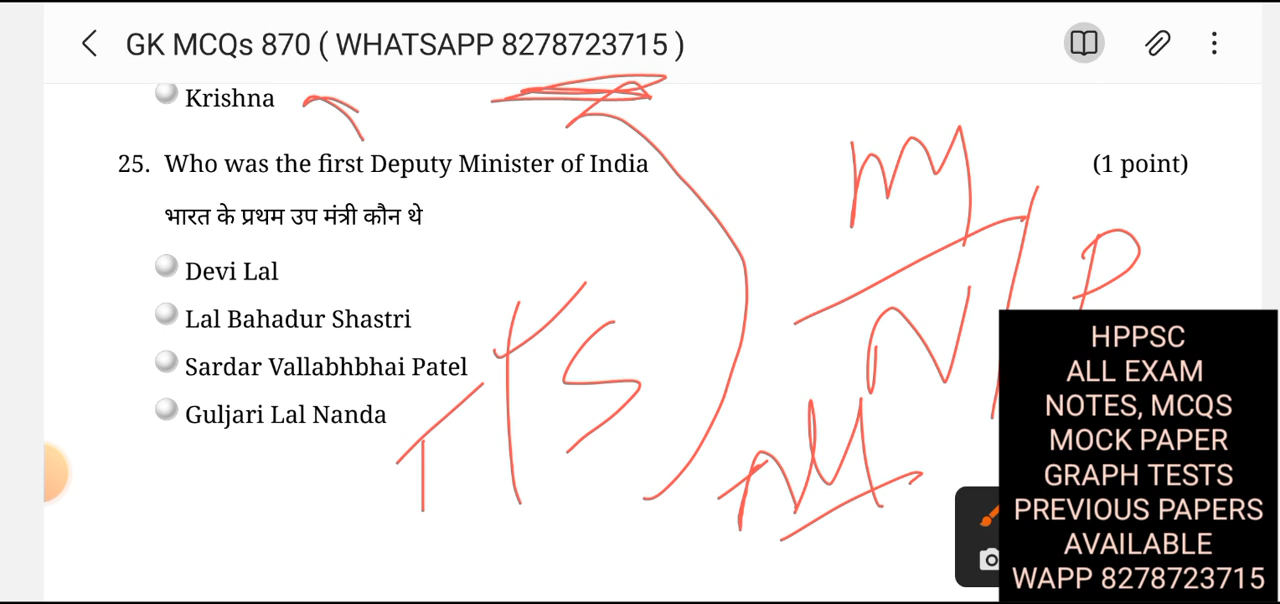 GK MCQs 870 ( WHATSAPP 8278723715 )
Krishna
25. Who was the first Deputy Minister of India (1 point)
भारत के प्रथम उप मंत्री कौन थे
Devi Lal
Lal Bahadur Shastri
Sardar Vallabhbhai Patel
Guljari Lal Nanda
HPPSC
ALL EXAM
NOTES, MCQS
MOCK PAPER
GRAPH TESTS
PREVIOUS PAPERS
AVAILABLE
WAPP 8278723715